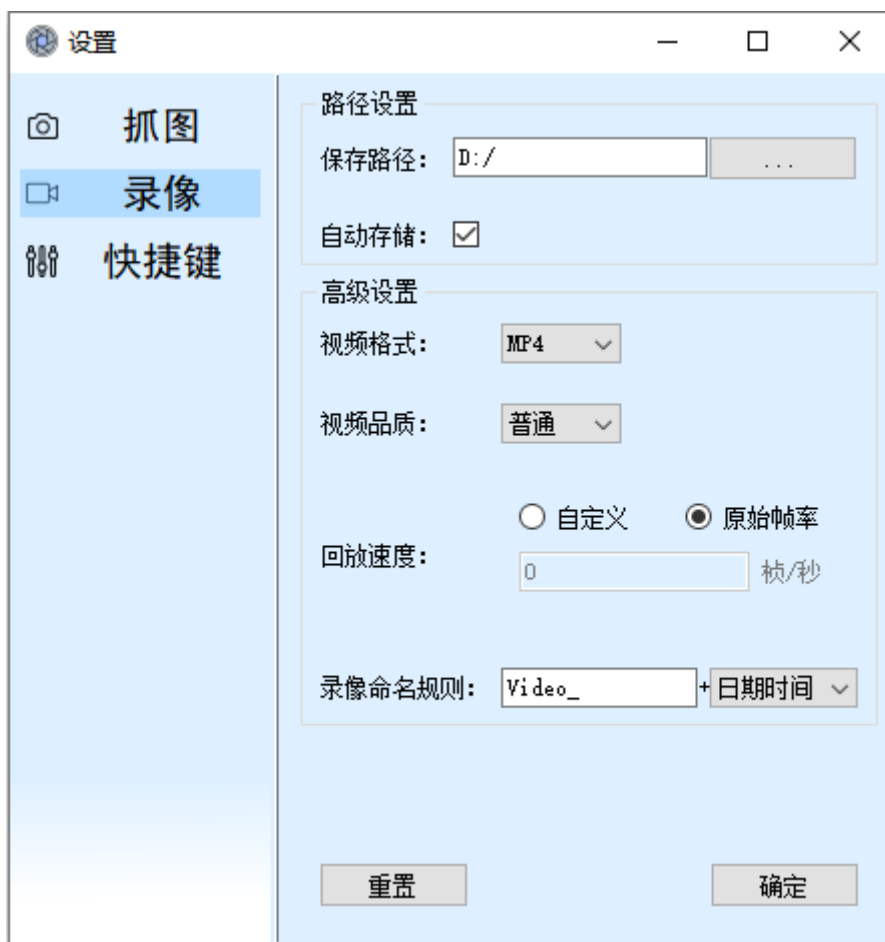 设置
抓图
录像
快捷键
路径设置
保存路径： D:/ ...
自动存储：
高级设置
视频格式： MP4
视频品质： 普通
自定义 原始帧率
回放速度：
0 桢/秒
录像命名规则： Video_ + 日期时间
重置 确定